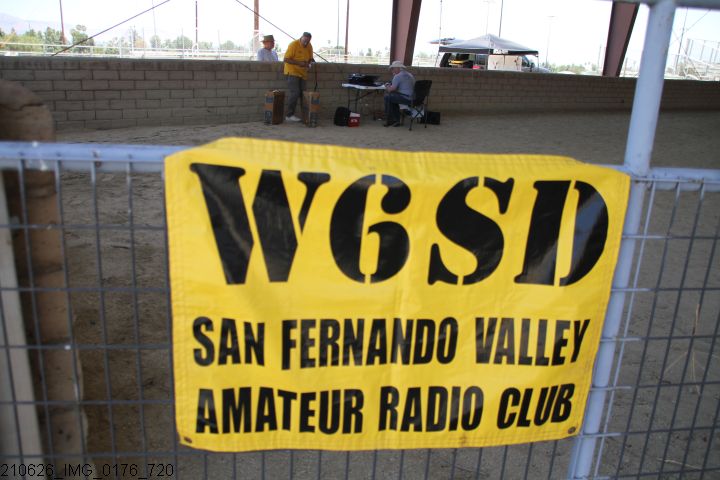 W6SD
SAN FERNANDO VALLEY
AMATEUR RADIO CLUB
210626_IMG_0176_720